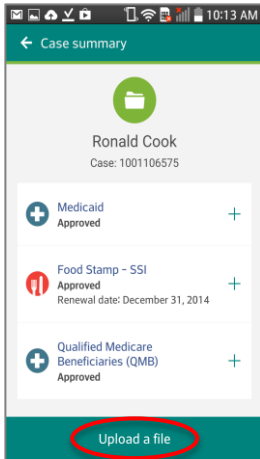 10:13 AM
Case summary
Ronald Cook
Case: 1001106575
Medicaid
Approved
Food Stamp – SSI
Approved
Renewal date: December 31, 2014
Qualified Medicare
Beneficiaries (QMB)
Approved
Upload a file